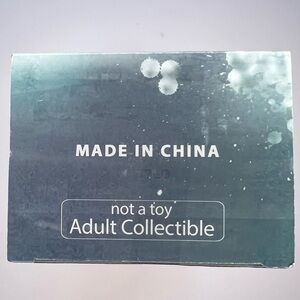 MADE IN CHINA
not a toy
Adult Collectible